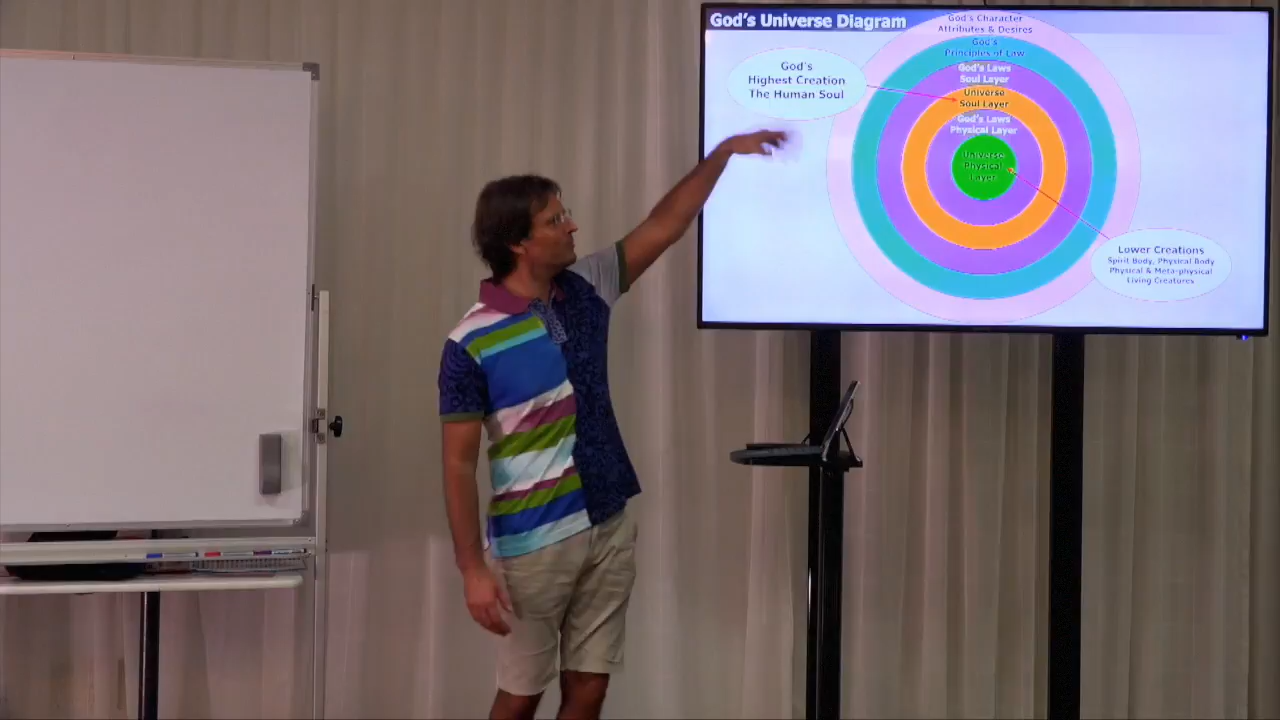 God's Universe Diagram
God's Character
Attributes & Desires
God's
Principles of Law
God's Laws
Soul Layer
Universe
Soul Layer
God's Laws
Physical Layer
Universe
Physical
Layer
God's
Highest Creation
The Human Soul
Lower Creations
Spirit Body, Physical Body
Physical & Meta-physical
Living Creatures